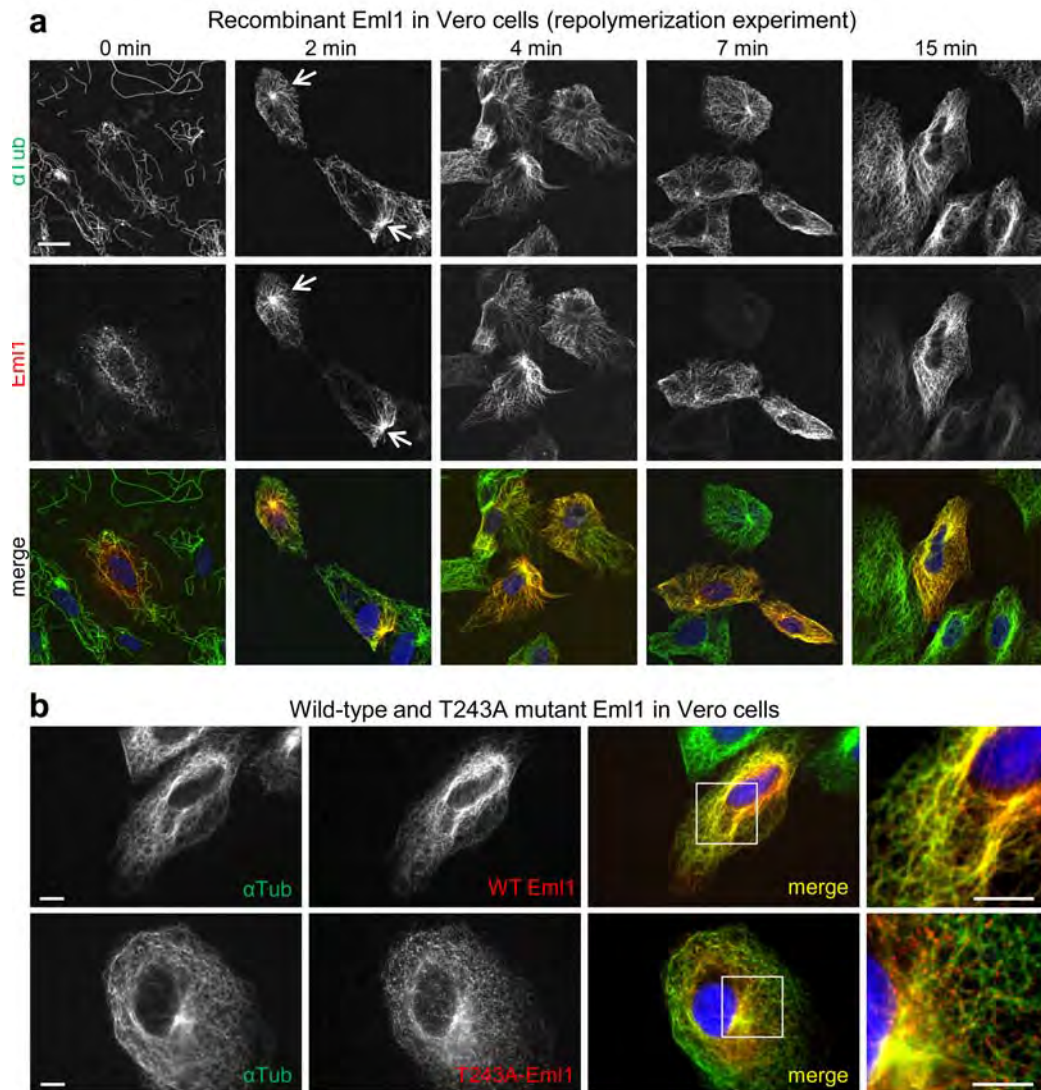 a
Recombinant Eml1 in Vero cells (repolymerization experiment)
0 min 2 min 4 min 7 min 15 min
αTub
Eml1
merge
b
Wild-type and T243A mutant Eml1 in Vero cells
αTub WT Eml1 merge
αTub T243A-Eml1 merge